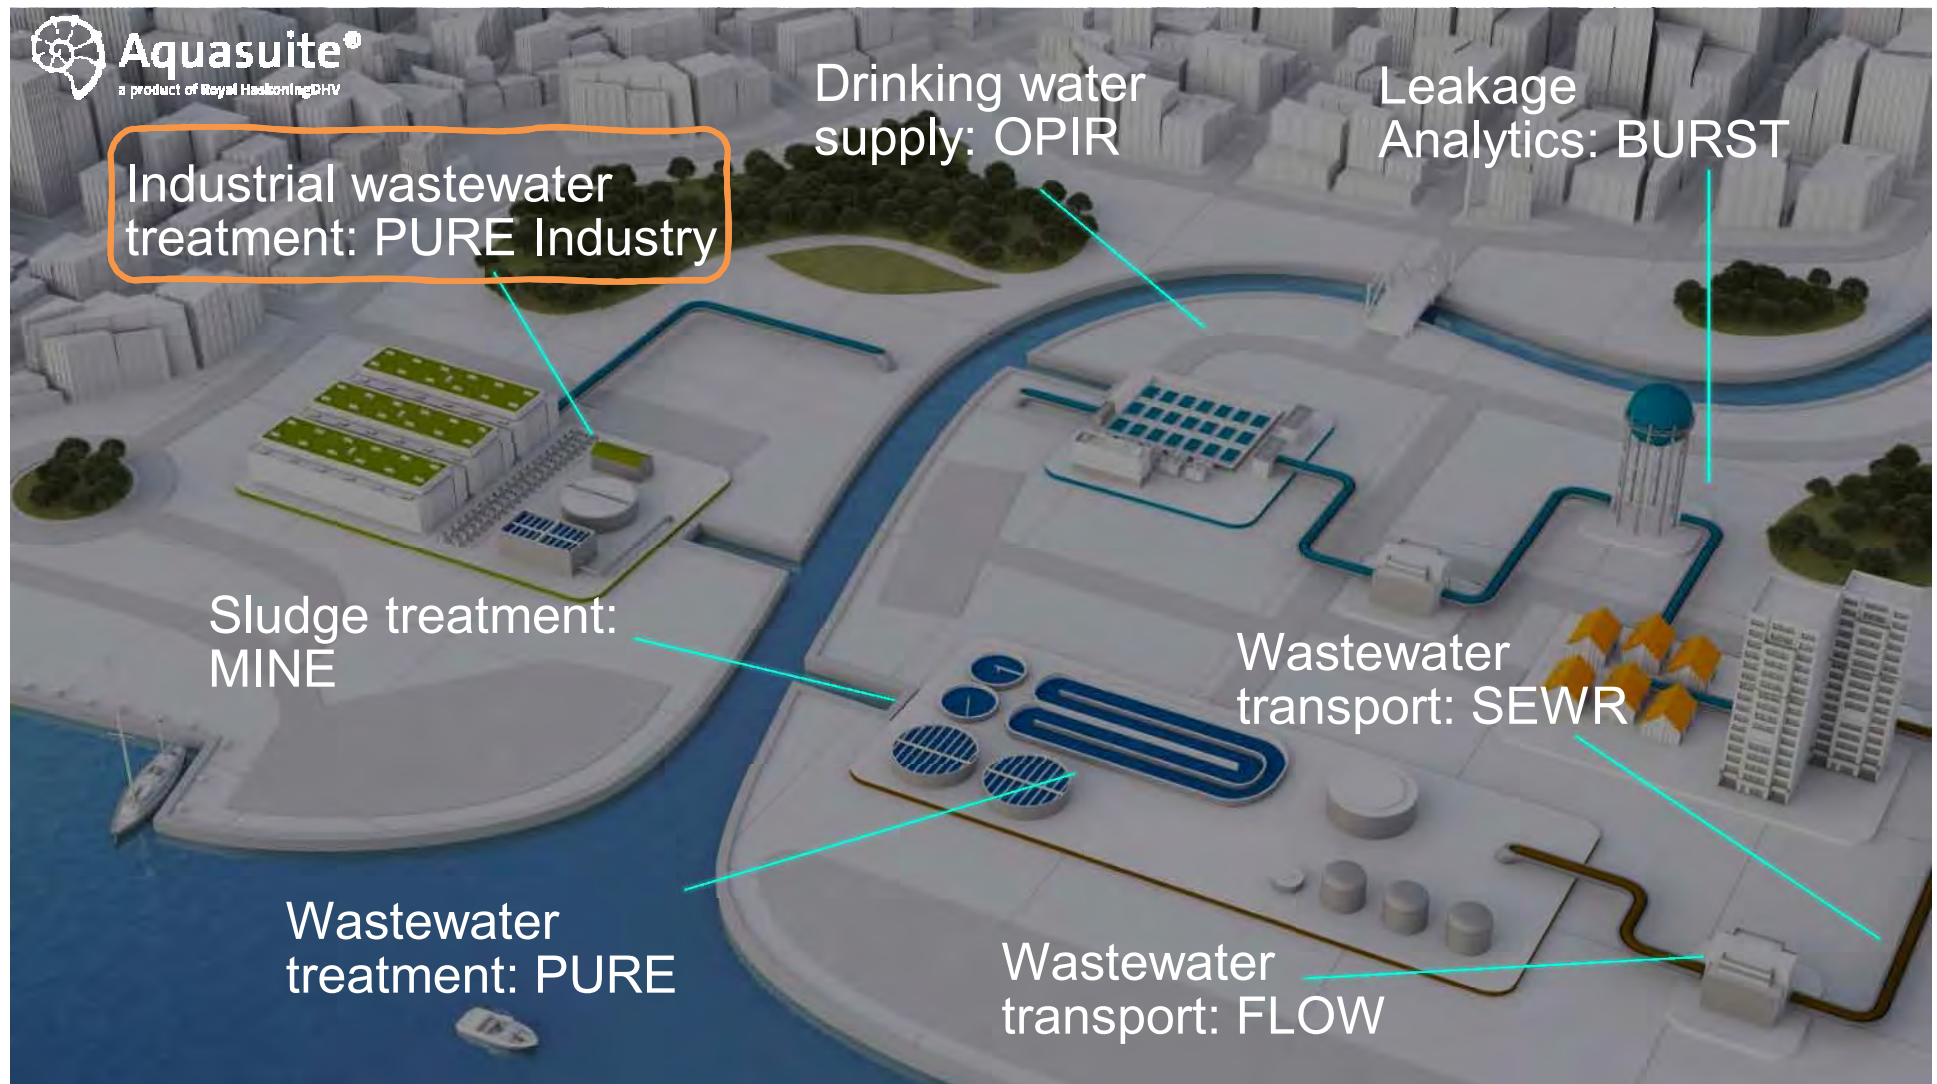 Aquasuite®
a product of Royal HaskoningDHV
Industrial wastewater
treatment: PURE Industry
Drinking water
supply: OPIR
Leakage
Analytics: BURST
Sludge treatment:
MINE
Wastewater
transport: SEWR
Wastewater
treatment: PURE
Wastewater
transport: FLOW